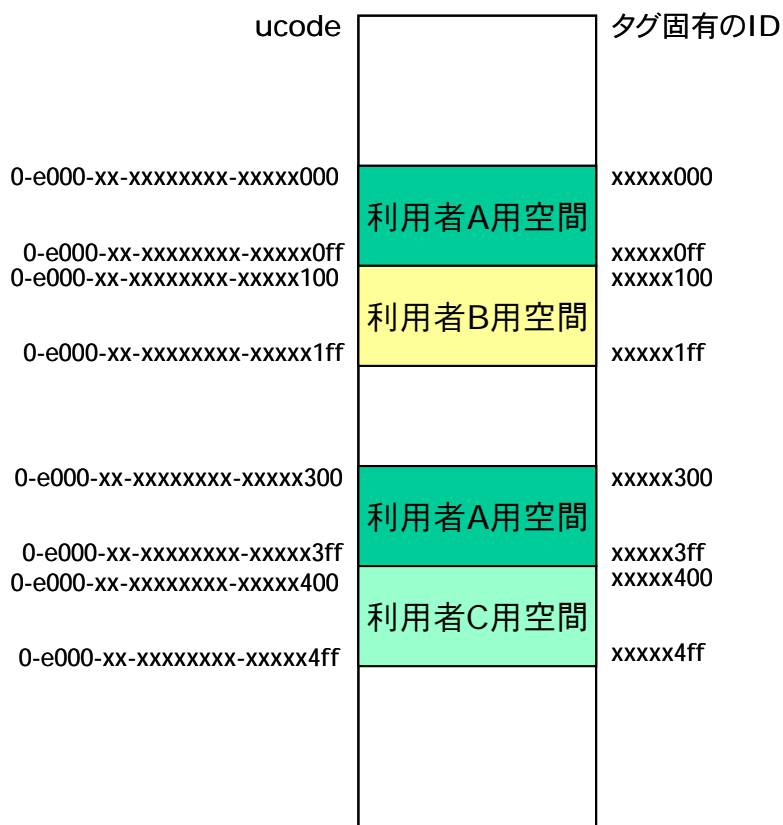 ucode タグ固有のID
0-e000-xx-xxxxxxxx-xxxxx000 xxxxx000
利用者A用空間
0-e000-xx-xxxxxxxx-xxxxx0ff xxxxx0ff
0-e000-xx-xxxxxxxx-xxxxx100 xxxxx100
利用者B用空間
0-e000-xx-xxxxxxxx-xxxxx1ff xxxxx1ff
0-e000-xx-xxxxxxxx-xxxxx300 xxxxx300
利用者A用空間
0-e000-xx-xxxxxxxx-xxxxx3ff xxxxx3ff
0-e000-xx-xxxxxxxx-xxxxx400 xxxxx400
利用者C用空間
0-e000-xx-xxxxxxxx-xxxxx4ff xxxxx4ff